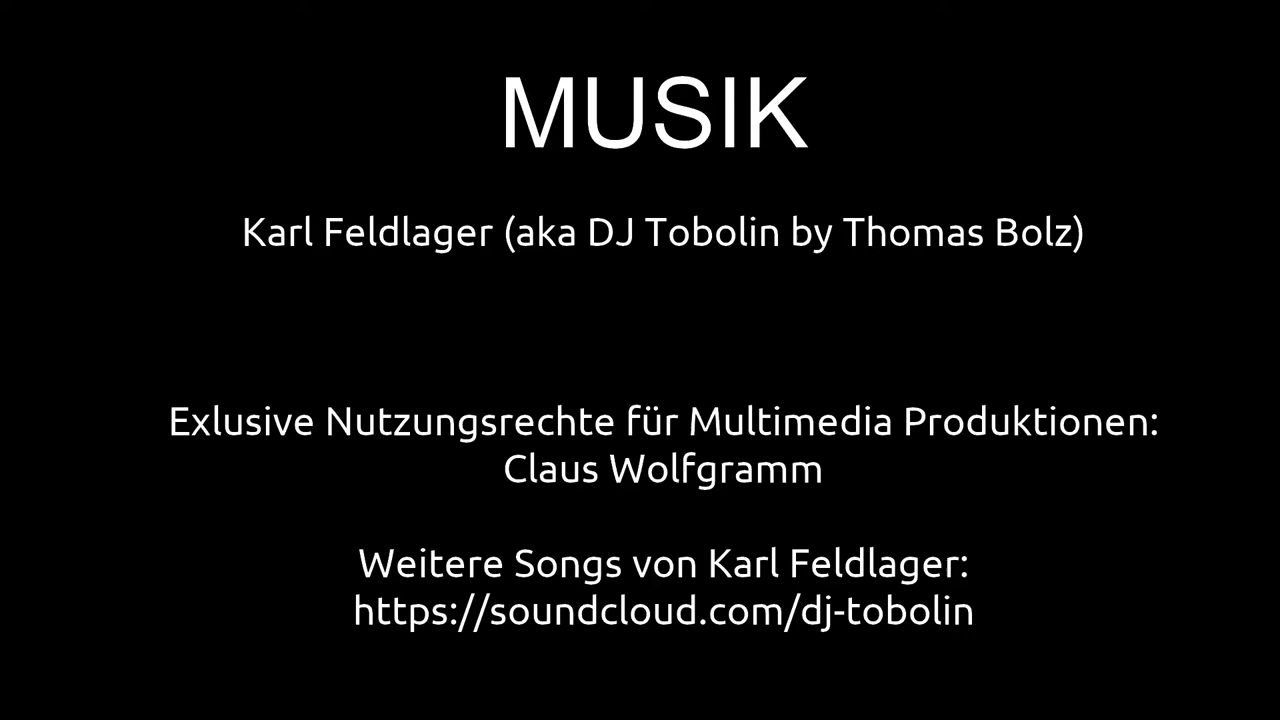 MUSIK
Karl Feldlager (aka DJ Tobolin by Thomas Bolz)
Exlusive Nutzungsrechte für Multimedia Produktionen:
Claus Wolfgramm
Weitere Songs von Karl Feldlager:
https://soundcloud.com/dj-tobolin